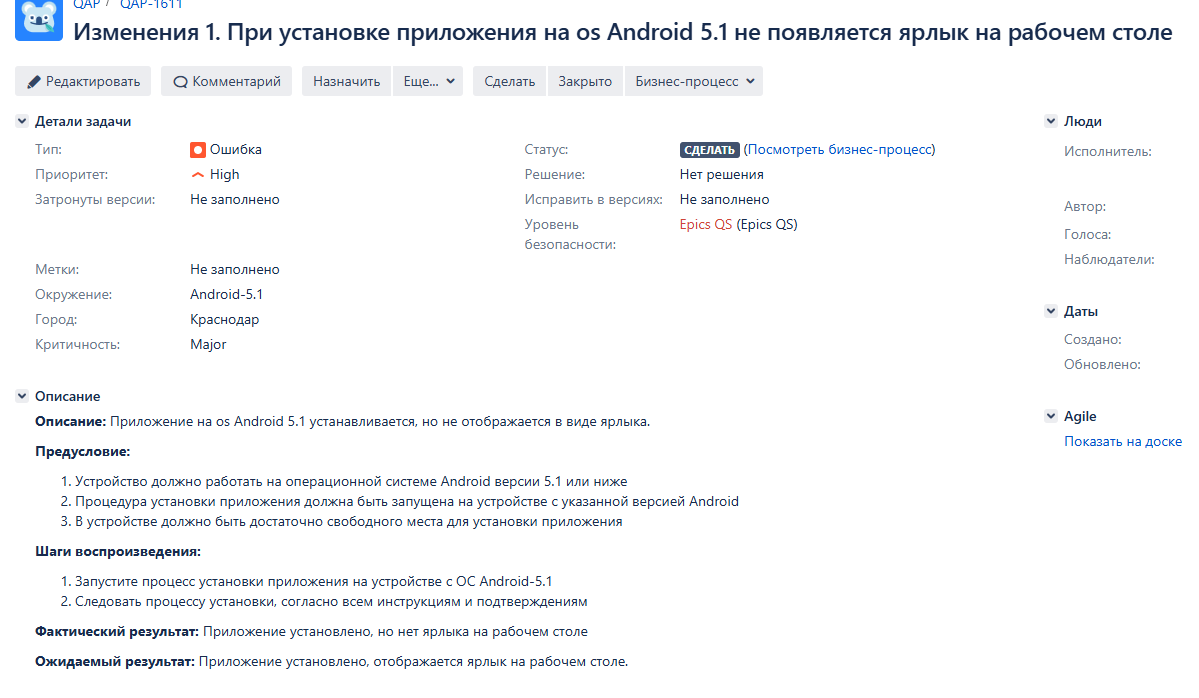 QAP / QAP-1611
Изменения 1. При установке приложения на os Android 5.1 не появляется ярлык на рабочем столе
Редактировать Комментарий Назначить Еще... Сделать Закрыто Бизнес-процесс
Детали задачи
Тип: Ошибка
Приоритет: High
Затронуты версии: Не заполнено
Статус: СДЕЛАТЬ (Посмотреть бизнес-процесс)
Решение: Нет решения
Исправить в версиях: Не заполнено
Уровень Epics QS (Epics QS)
безопасности:
Метки: Не заполнено
Окружение: Android-5.1
Город: Краснодар
Критичность: Major
Описание
Описание: Приложение на os Android 5.1 устанавливается, но не отображается в виде ярлыка.
Предусловие:
1. Устройство должно работать на операционной системе Android версии 5.1 или ниже
2. Процедура установки приложения должна быть запущена на устройстве с указанной версией Android
3. В устройстве должно быть достаточно свободного места для установки приложения
Шаги воспроизведения:
1. Запустите процесс установки приложения на устройстве с ОС Android-5.1
2. Следовать процессу установки, согласно всем инструкциям и подтверждениям
Фактический результат: Приложение установлено, но нет ярлыка на рабочем столе
Ожидаемый результат: Приложение установлено, отображается ярлык на рабочем столе.
Люди
Исполнитель:
Автор:
Голоса:
Наблюдатели:
Даты
Создано:
Обновлено:
Agile
Показать на доске